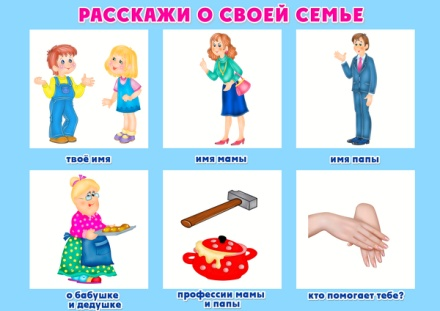 РАССКАЖИ О СВОЕЙ СЕМЬЕ
твоё имя
имя мамы
имя папы
о бабушке
и дедушке
профессии мамы
и папы
кто помогает тебе?